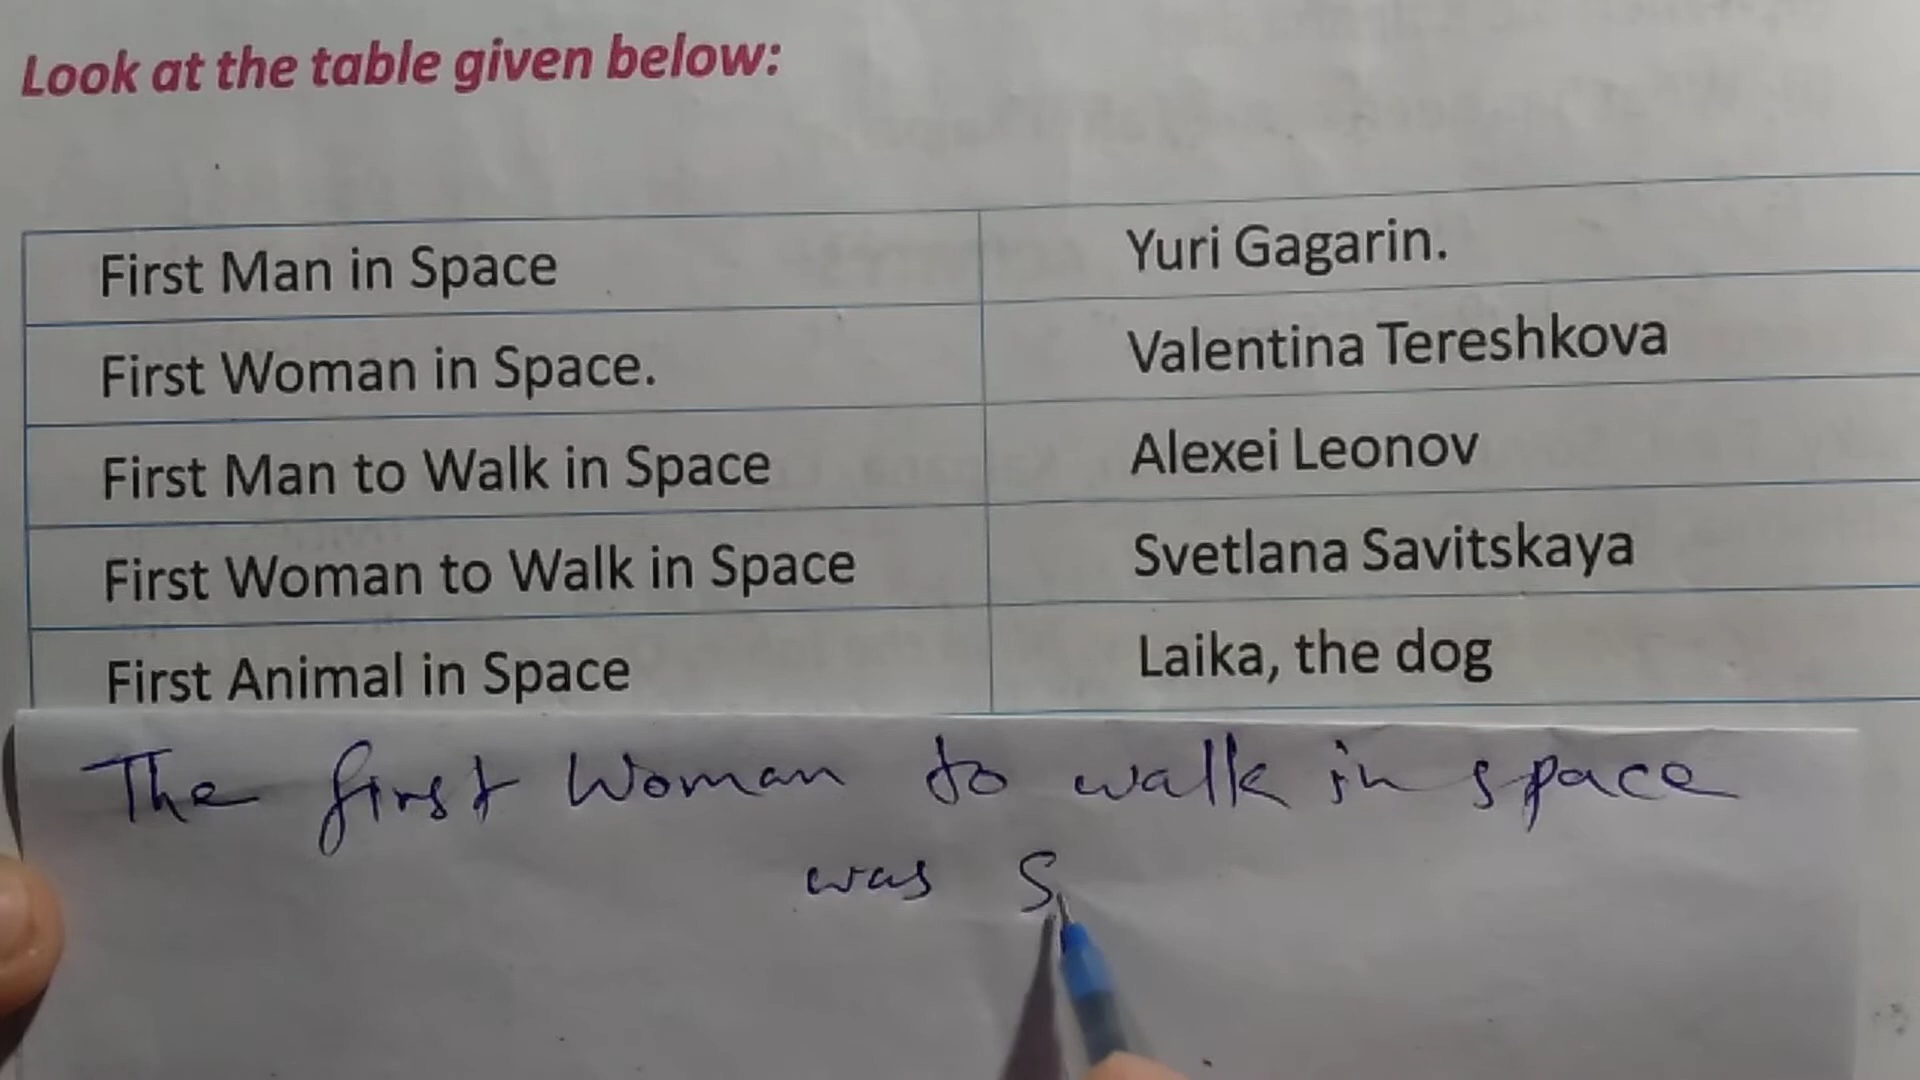 Look at the table given below:
First Man in Space Yuri Gagarin.
First Woman in Space. Valentina Tereshkova
First Man to Walk in Space Alexei Leonov
First Woman to Walk in Space Svetlana Savitskaya
First Animal in Space Laika, the dog
The first Woman to walk in space
was S